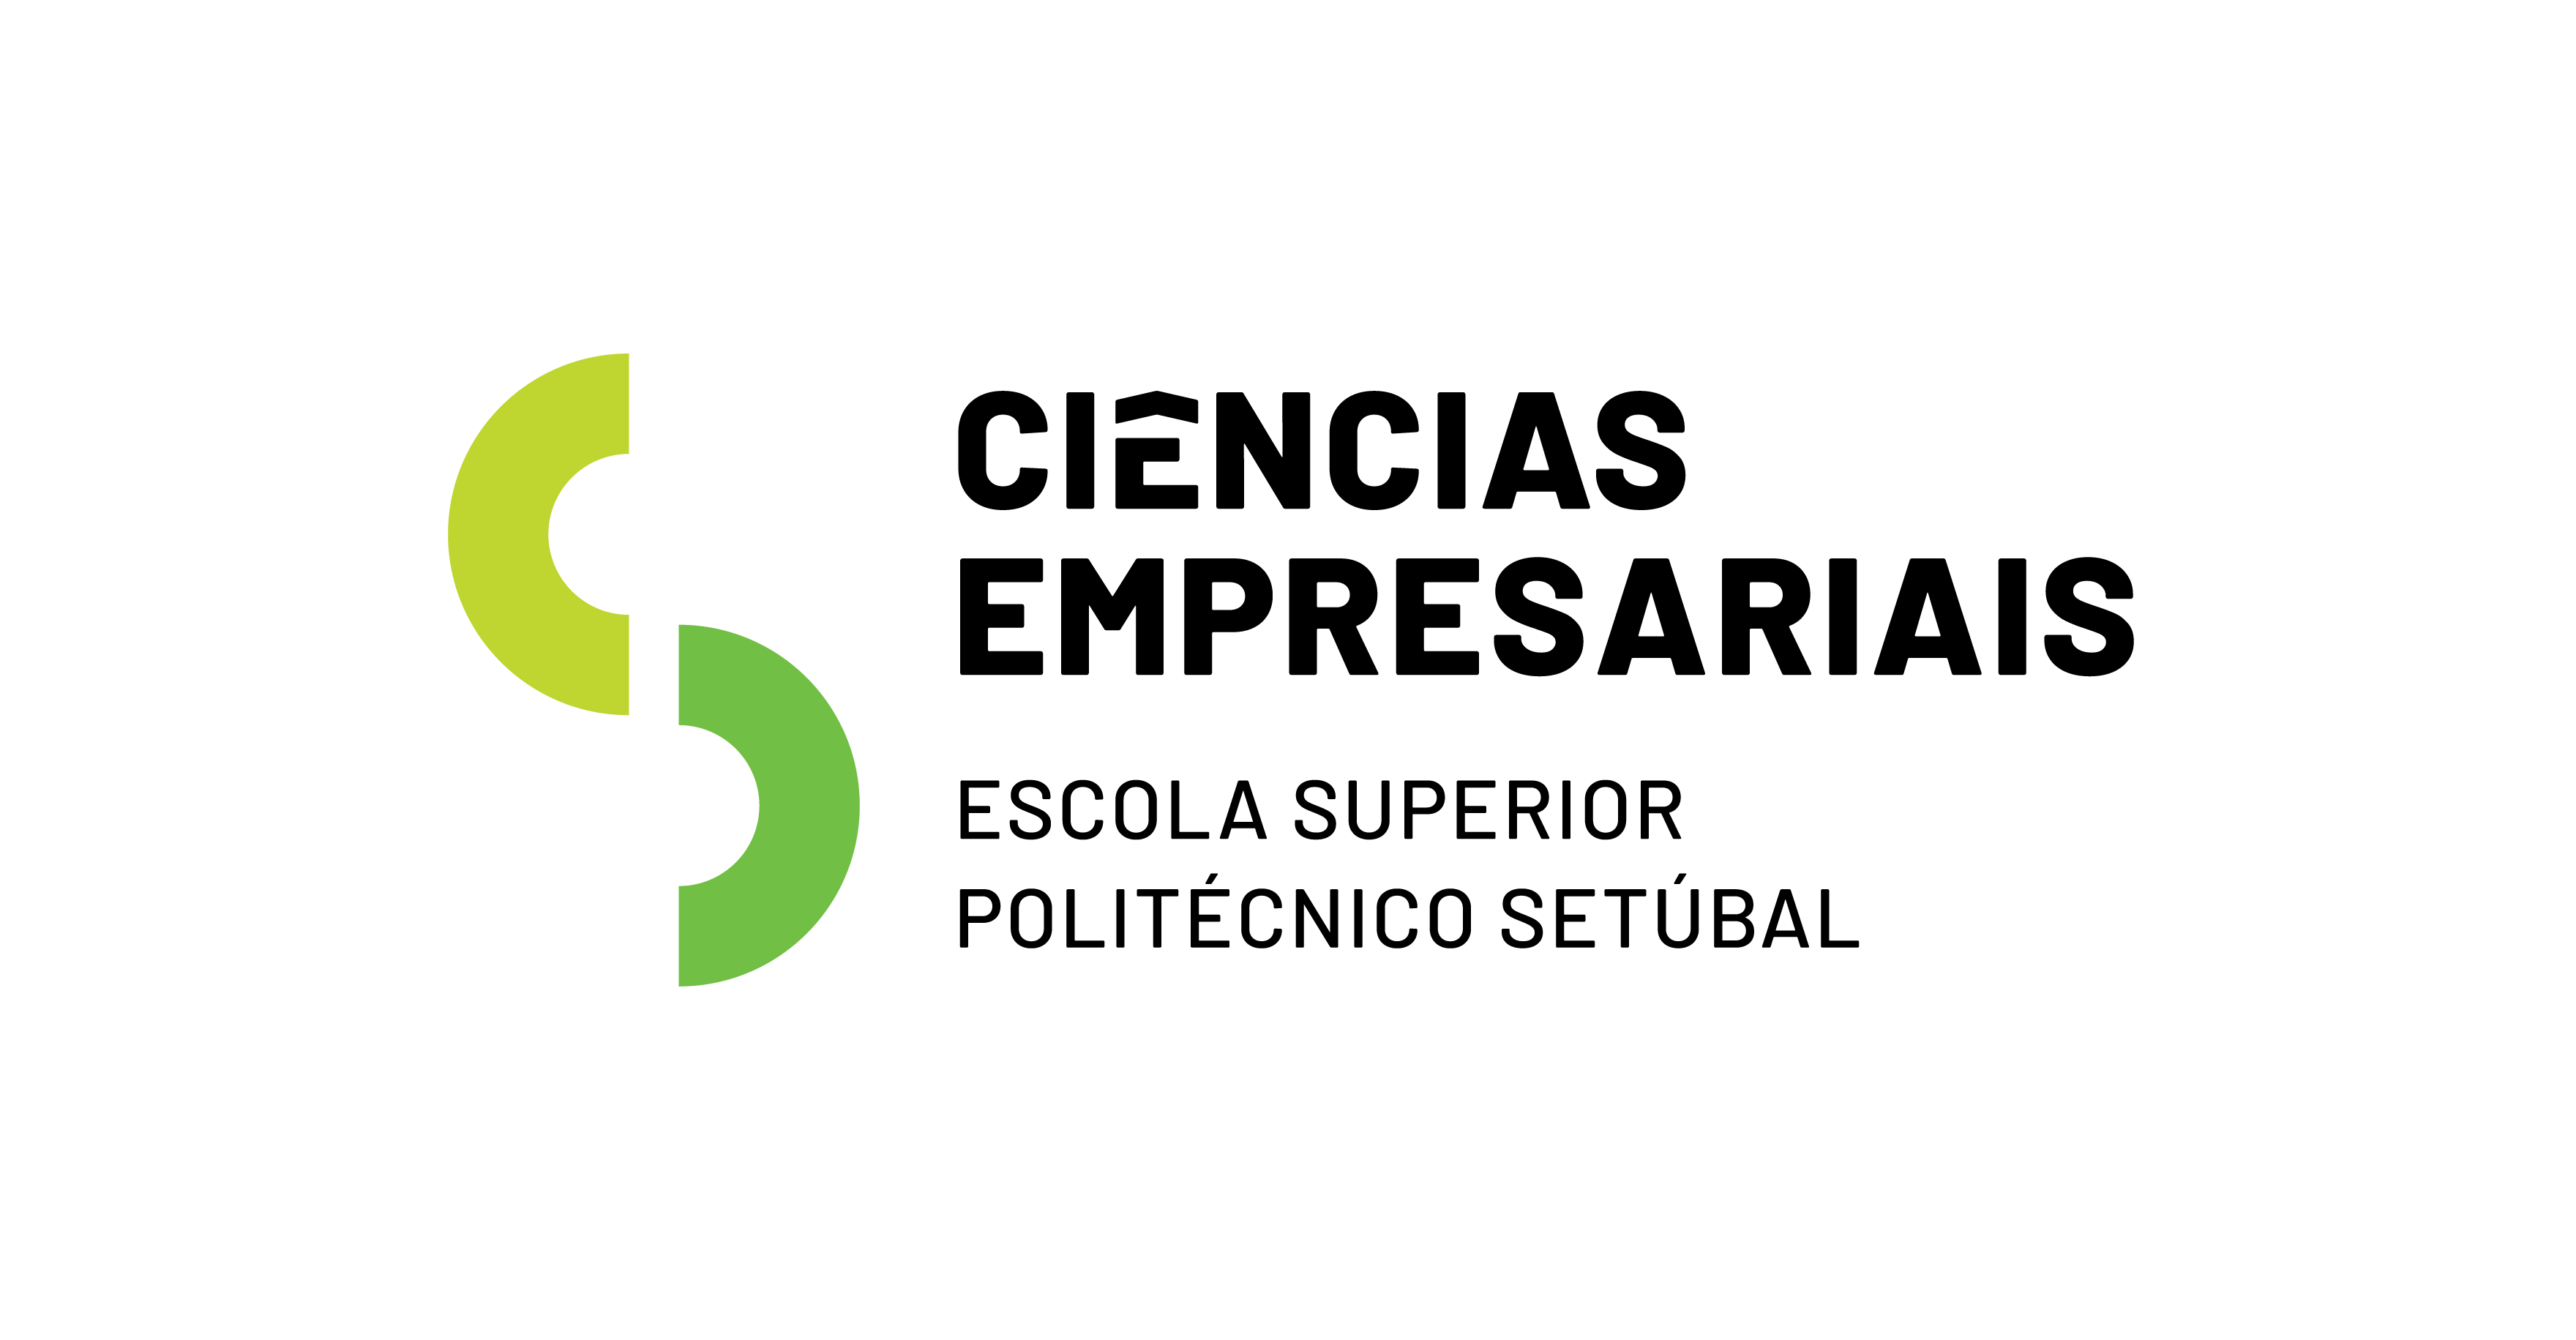 CIÊNCIAS
EMPRESARIAIS
ESCOLA SUPERIOR
POLITÉCNICO SETÚBAL